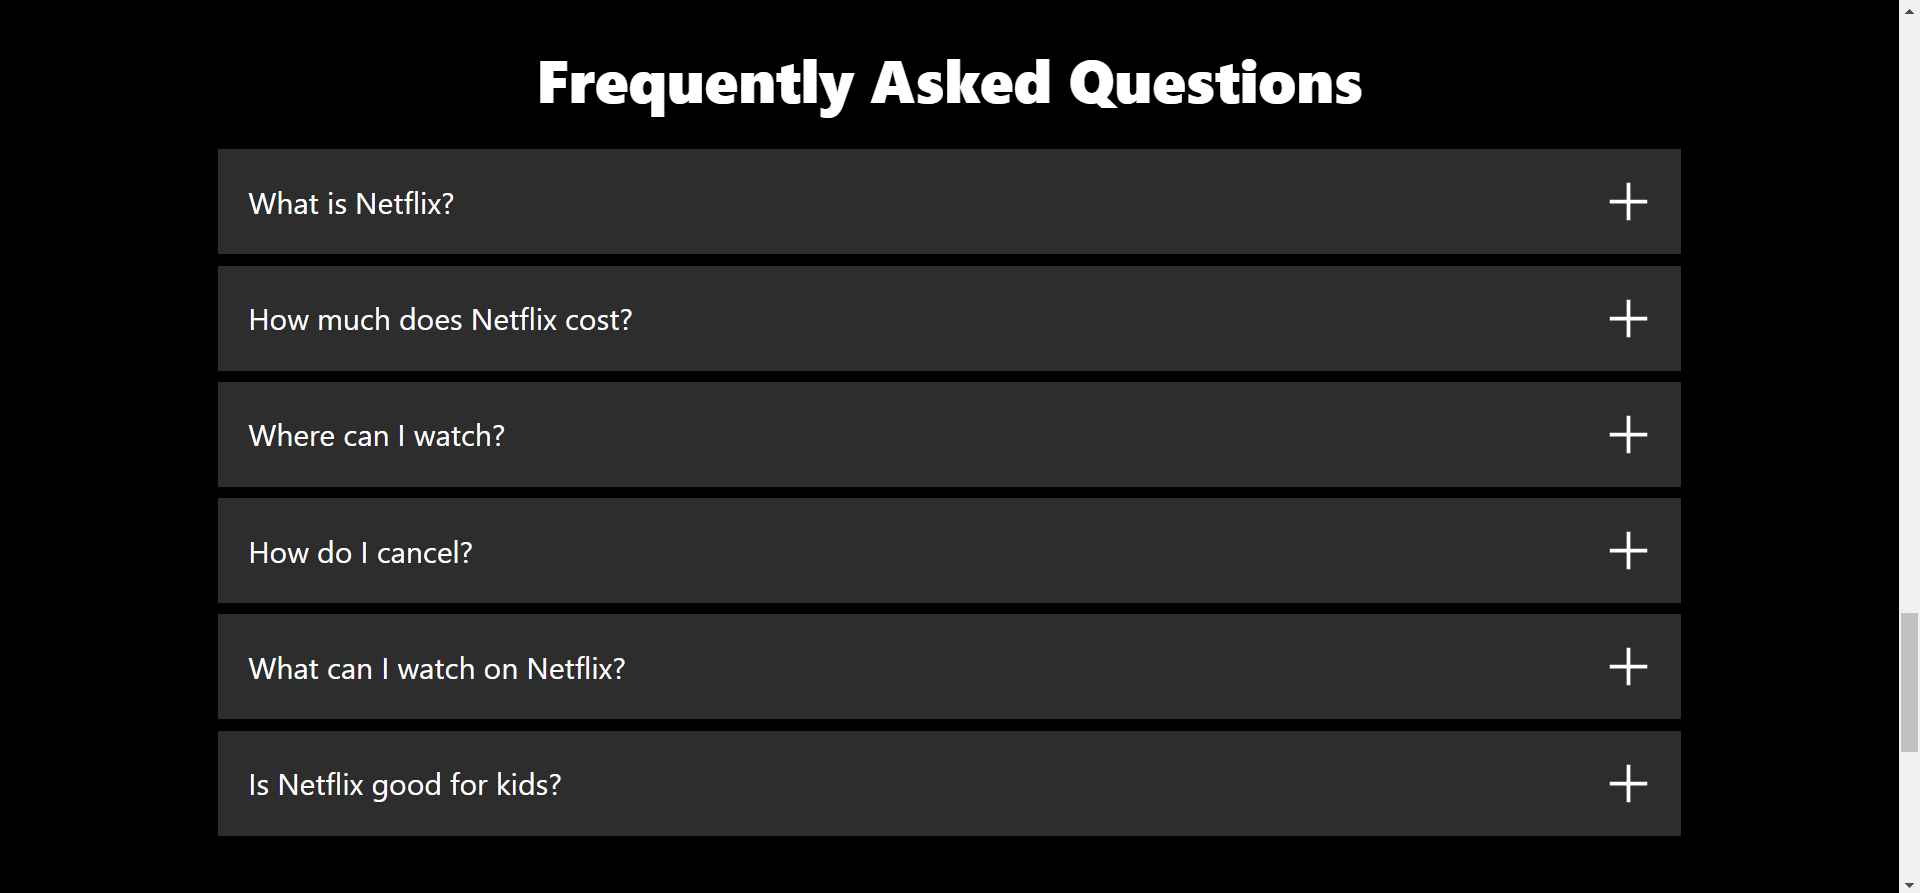 Frequently Asked Questions
What is Netflix?
How much does Netflix cost?
Where can I watch?
How do I cancel?
What can I watch on Netflix?
Is Netflix good for kids?